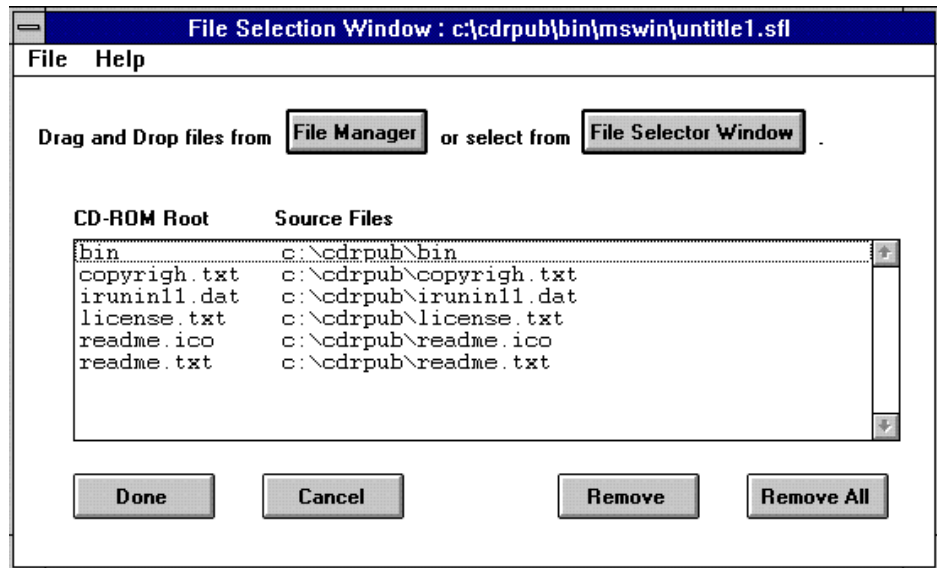 File Selection Window : c:\cdrpub\bin\mswin\untitle1.sfl
File Help
Drag and Drop files from File Manager or select from File Selector Window .
CD-ROM Root Source Files
bin c:\cdrpub\bin
copyrigh.txt c:\cdrpub\copyrigh.txt
irunin11.dat c:\cdrpub\irunin11.dat
license.txt c:\cdrpub\license.txt
readme.ico c:\cdrpub\readme.ico
readme.txt c:\cdrpub\readme.txt
Done Cancel Remove Remove All